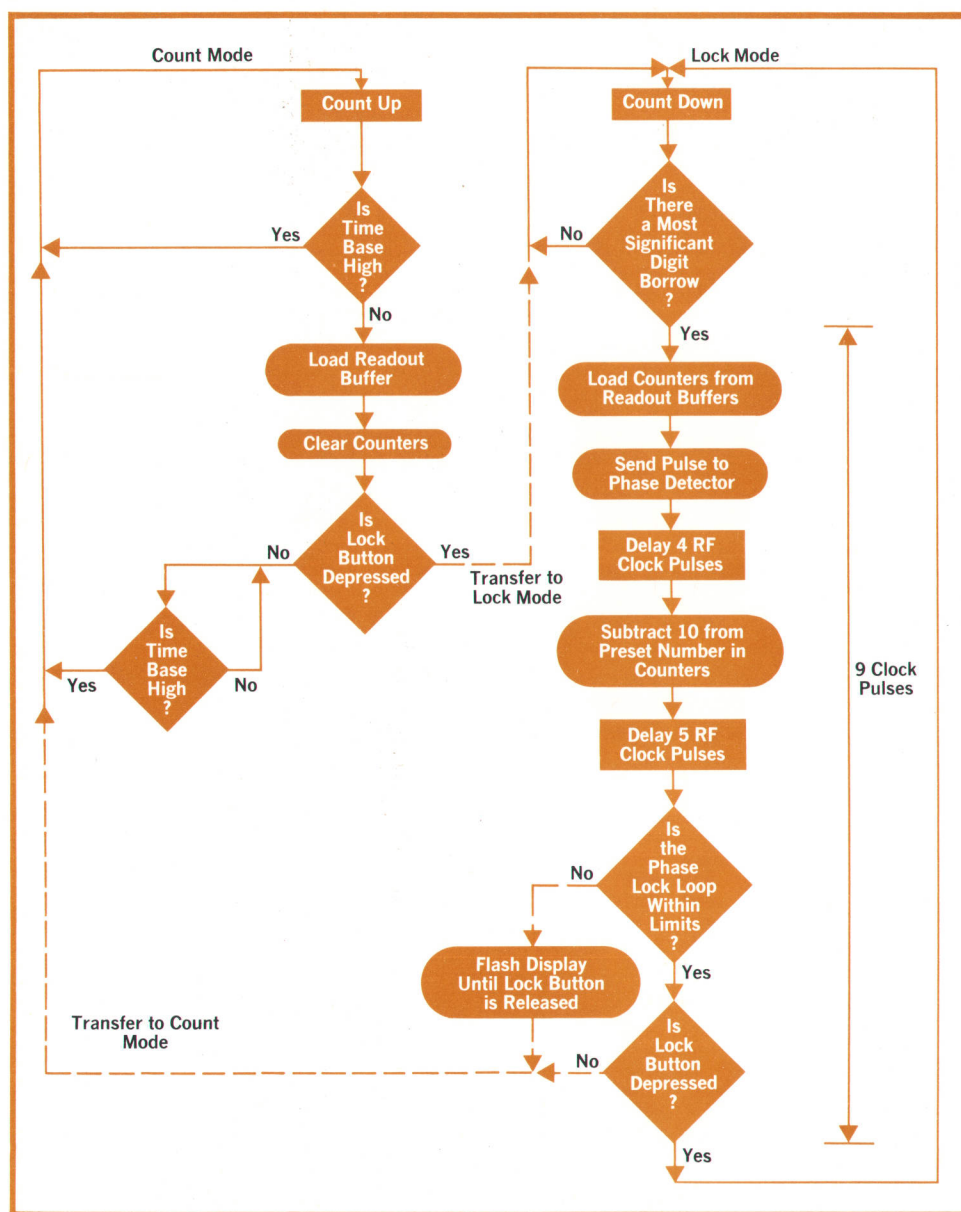 Count Mode
Count Up
Is
Time
Base
High
?
Yes
No
Load Readout
Buffer
Clear Counters
Is
Lock
Button
Depressed
?
No
Yes
Transfer to
Lock Mode
Is
Time
Base
High
?
Yes
No
Transfer to Count
Mode
Lock Mode
Count Down
Is
There
a Most
Significant
Digit
Borrow
?
No
Yes
Load Counters from
Readout Buffers
Send Pulse to
Phase Detector
Delay 4 RF
Clock Pulses
Subtract 10 from
Preset Number in
Counters
9 Clock
Pulses
Delay 5 RF
Clock Pulses
Is
the
Phase
Lock Loop
Within
Limits
?
No
Yes
Flash Display
Until Lock Button
is Released
Is
Lock
Button
Depressed
?
No
Yes